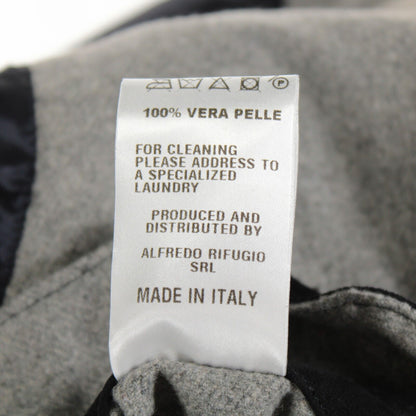 P
100% VERA PELLE
FOR CLEANING
PLEASE ADDRESS TO
A SPECIALIZED
LAUNDRY
PRODUCED AND
DISTRIBUTED BY
ALFREDO RIFUGIO
SRL
MADE IN ITALY